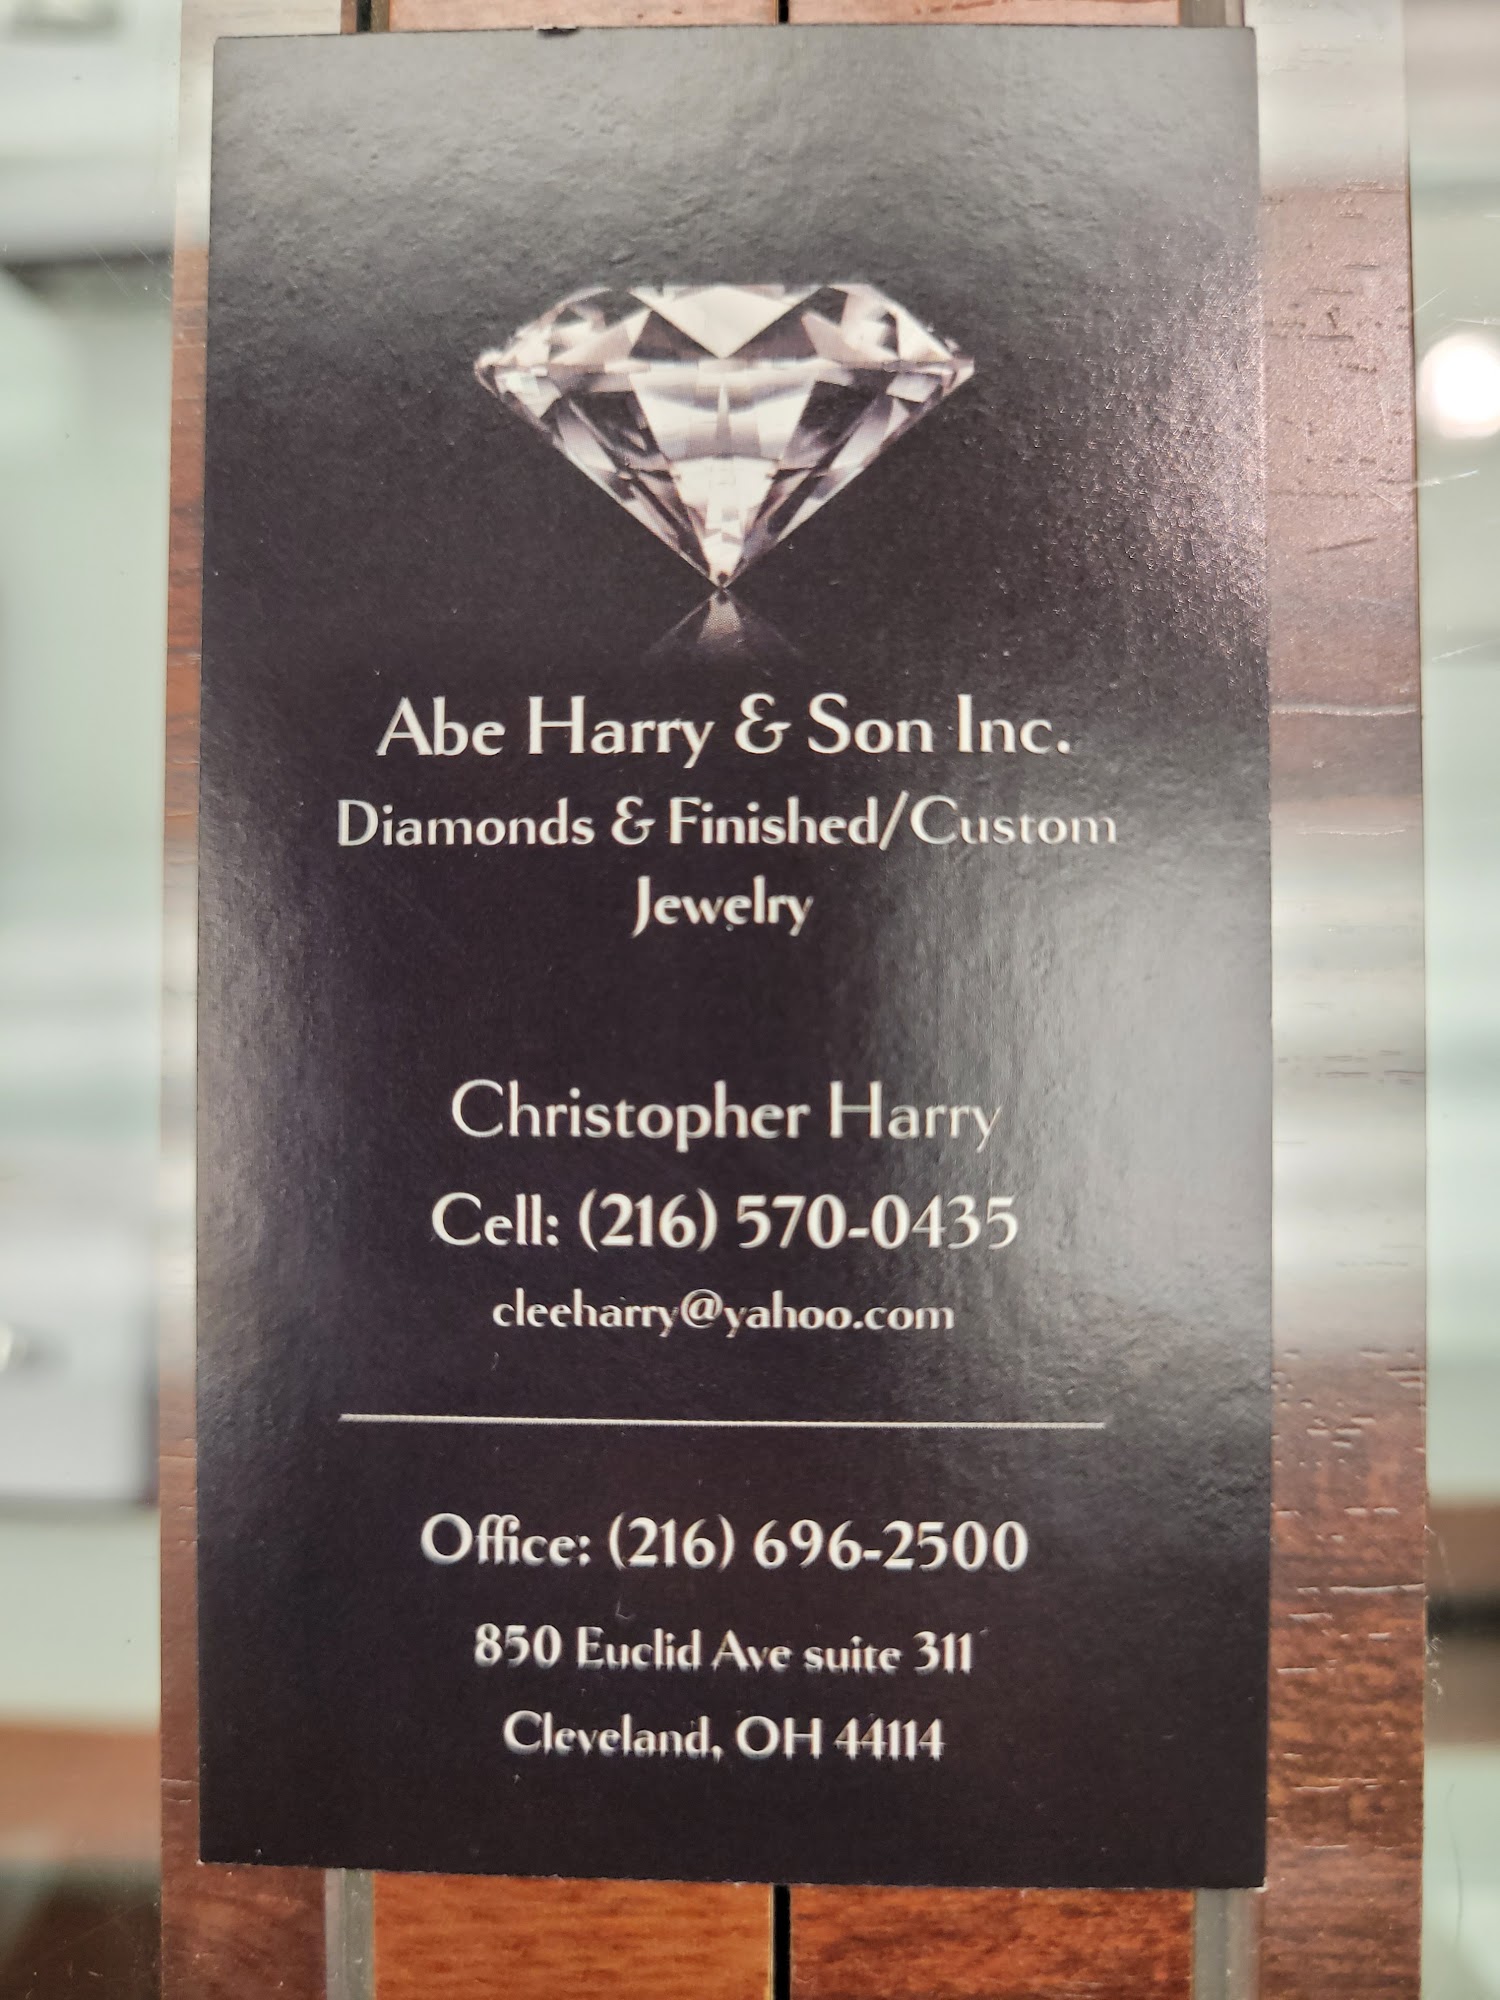 Abe Harry & Son Inc.
Diamonds & Finished/Custom
Jewelry
Christopher Harry
Cell: (216) 570-0435
cleeharry@yahoo.com
Office: (216) 696-2500
850 Euclid Ave suite 311
Cleveland, OH 44114